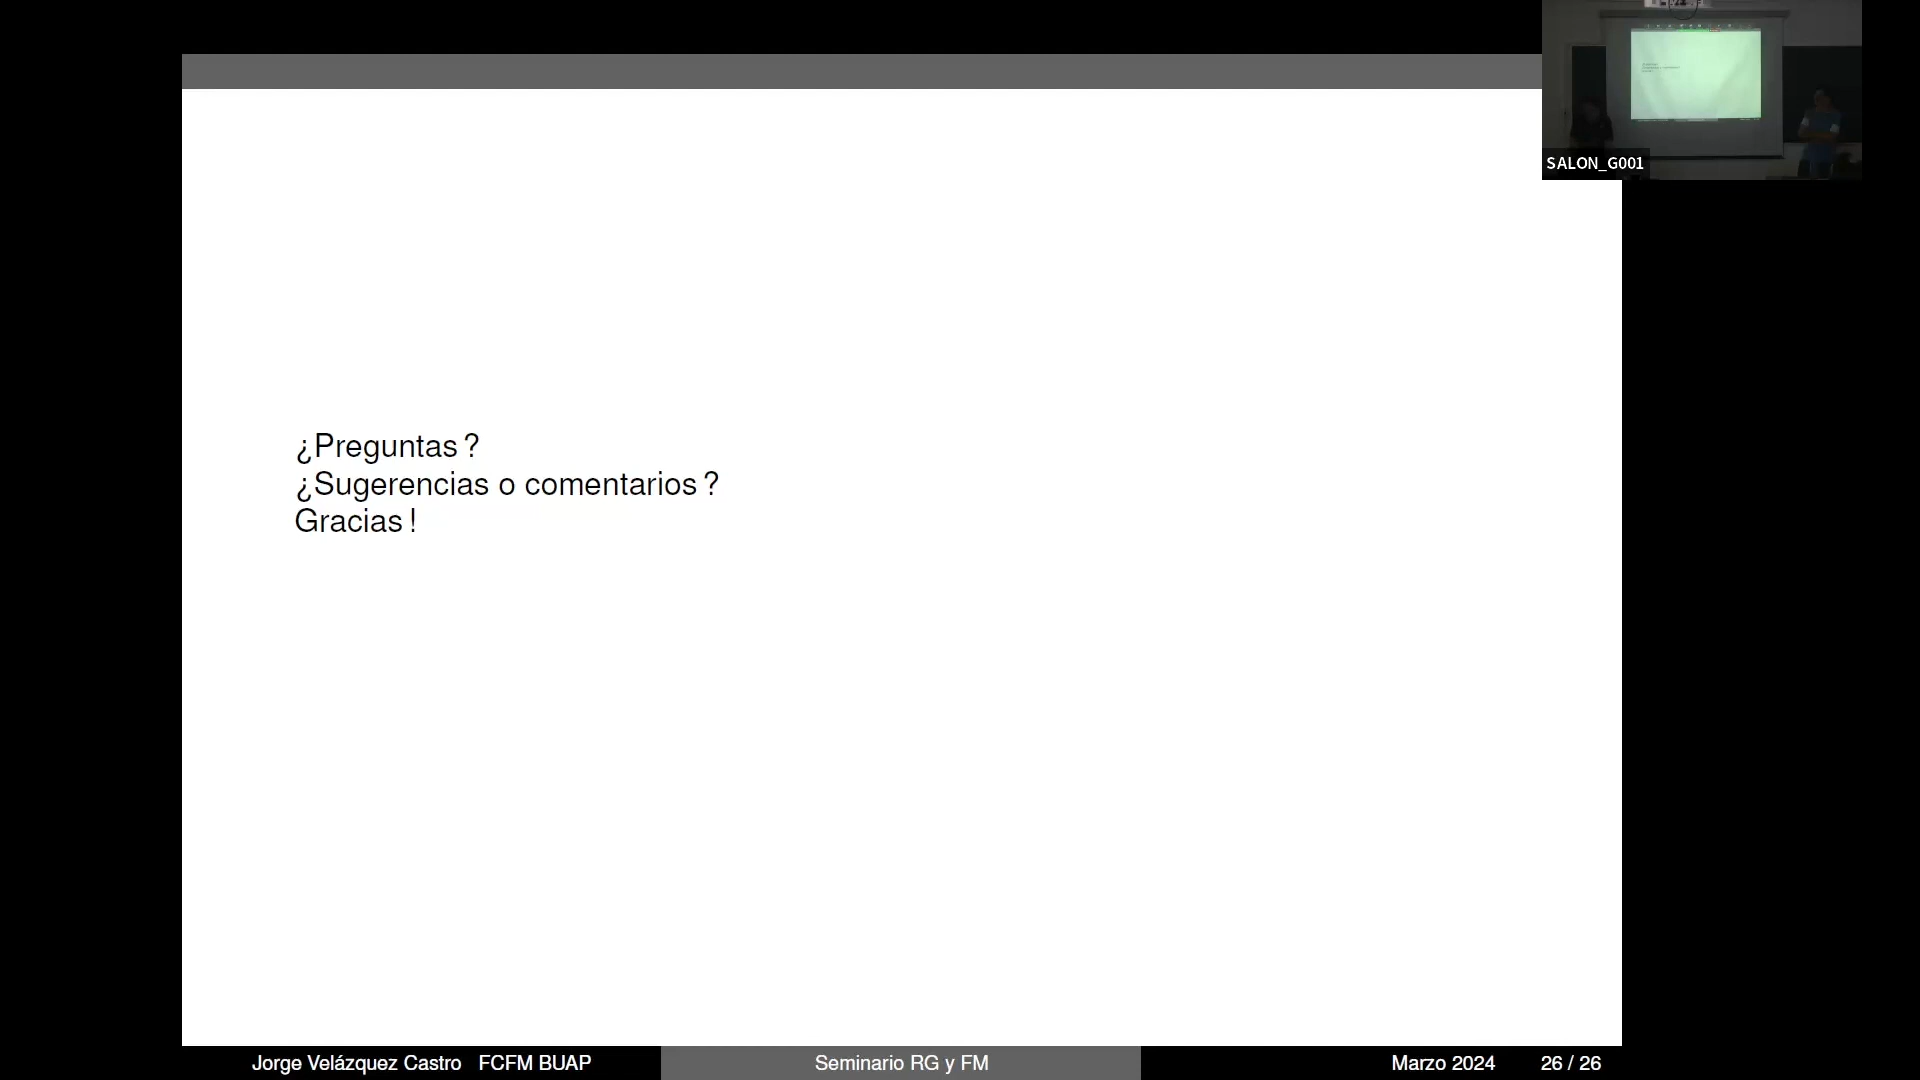 SALON_G001
¿Preguntas?
¿Sugerencias o comentarios?
Gracias!
Jorge Velázquez Castro FCFM BUAP Seminario RG y FM Marzo 2024 26 / 26